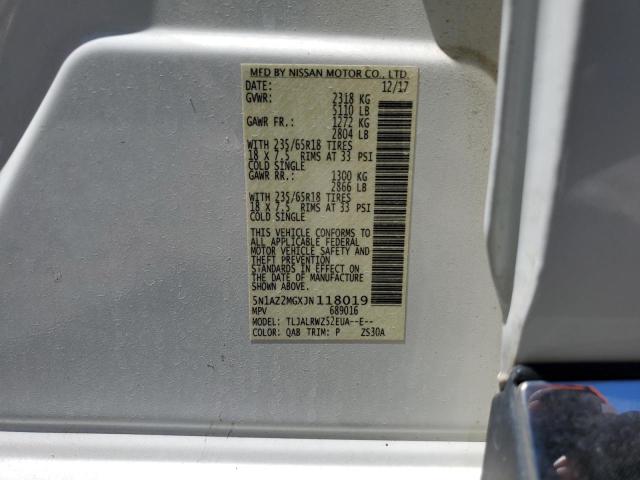 MFD BY NISSAN MOTOR CO., LTD.
DATE: 12/17
GVWR: 2318 KG
5110 LB
GAWR FR.: 1272 KG
2804 LB
WITH 235/65R18 TIRES
18 X 7.5 RIMS AT 33 PSI
COLD SINGLE
GAWR RR.: 1300 KG
2866 LB
WITH 235/65R18 TIRES
18 X 7.5 RIMS AT 33 PSI
COLD SINGLE
THIS VEHICLE CONFORMS TO
ALL APPLICABLE FEDERAL
MOTOR VEHICLE SAFETY AND
THEFT PREVENTION
STANDARDS IN EFFECT ON
THE DATE OF MANUFACTURE
SHOWN ABOVE.
5N1AZ2MGXJN118019
MPV 689016
MODEL: TLJALRWZ52EUA--E--
COLOR: QAB TRIM: P ZS30A